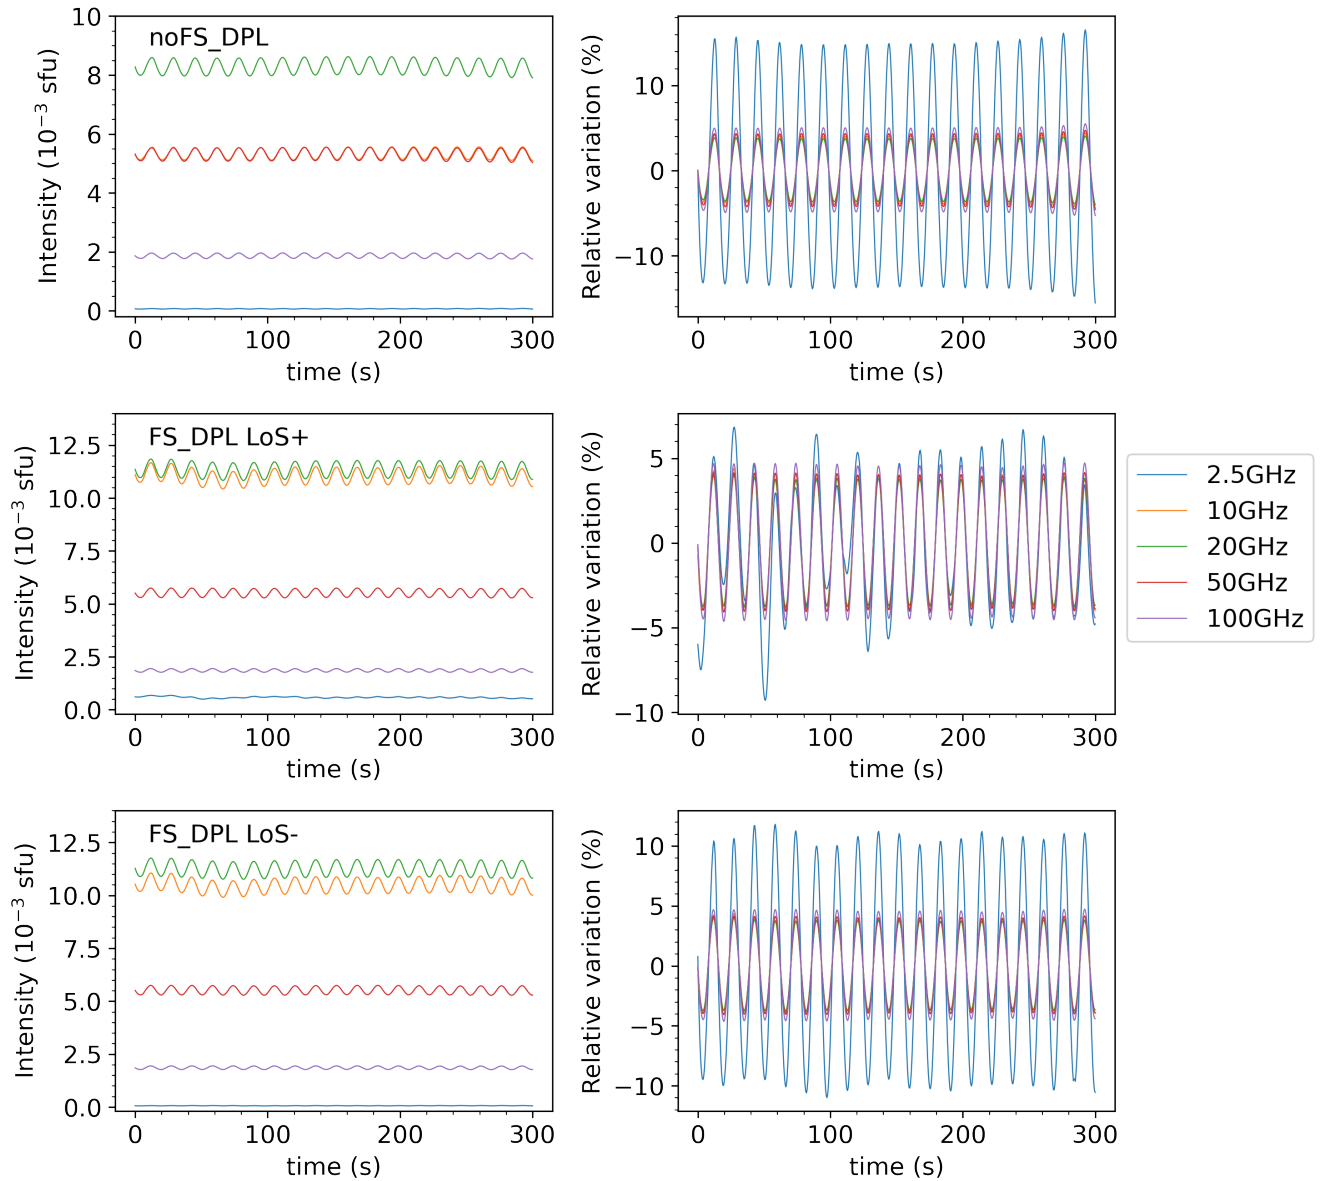 noFS_DPL
Intensity (10⁻³ sfu)
10
8
6
4
2
0
0 100 200 300
time (s)
Relative variation (%)
10
0
−10
0 100 200 300
time (s)
FS_DPL LoS+
Intensity (10⁻³ sfu)
12.5
10.0
7.5
5.0
2.5
0.0
0 100 200 300
time (s)
Relative variation (%)
5
0
−5
−10
0 100 200 300
time (s)
2.5GHz
10GHz
20GHz
50GHz
100GHz
FS_DPL LoS-
Intensity (10⁻³ sfu)
12.5
10.0
7.5
5.0
2.5
0.0
0 100 200 300
time (s)
Relative variation (%)
10
5
0
−5
−10
0 100 200 300
time (s)